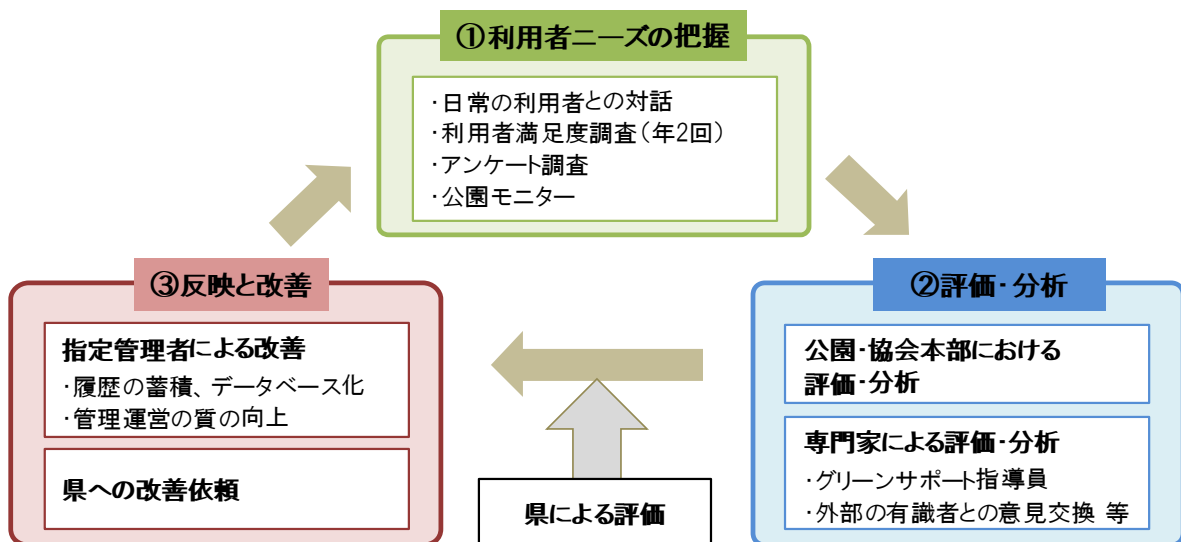 ①利用者ニーズの把握
・日常の利用者との対話
・利用者満足度調査（年2回）
・アンケート調査
・公園モニター
②評価・分析
公園・協会本部における
評価・分析
専門家による評価・分析
・グリーンサポート指導員
・外部の有識者との意見交換 等
県による評価
③反映と改善
指定管理者による改善
・履歴の蓄積、データベース化
・管理運営の質の向上
県への改善依頼